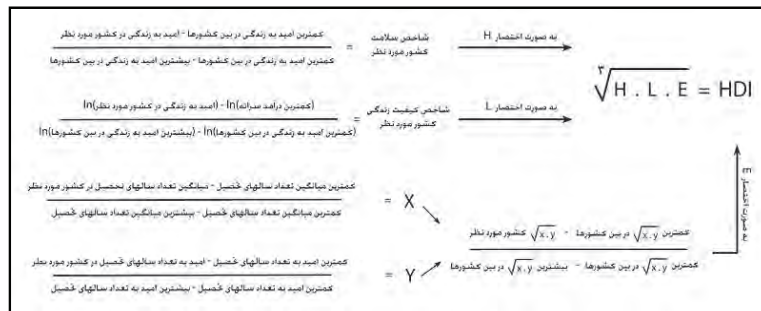 کمترین امید به زندگی در بین کشورها - امید به زندگی در کشور مورد نظر
کمترین امید به زندگی در بین کشورها - بیشترین امید به زندگی در بین کشورها
=
شاخص سلامت
کشور مورد نظر
به صورت اختصار H
∛H . L . E = HDI
(کمترین درآمد سرانه)ln - (امید به زندگی در کشور مورد نظر)ln
(کمترین امید به زندگی در بین کشورها)ln - (بیشترین امید به زندگی در بین کشورها)ln
=
شاخص کیفیت زندگی
کشور مورد نظر
به صورت اختصار L
به صورت اختصار E
کمترین میانگین تعداد سالهای تحصیل - میانگین تعداد سالهای تحصیل در کشور مورد نظر
کمترین میانگین تعداد سالهای تحصیل - بیشترین میانگین تعداد سالهای تحصیل
= X
کمترین √x.y در بین کشورها - √x.y کشور مورد نظر
کمترین √x.y در بین کشورها - بیشترین √x.y در بین کشورها
کمترین امید به تعداد سالهای تحصیل - امید به تعداد سالهای تحصیل در کشور مورد نظر
کمترین امید به تعداد سالهای تحصیل - بیشترین امید به تعداد سالهای تحصیل
= Y